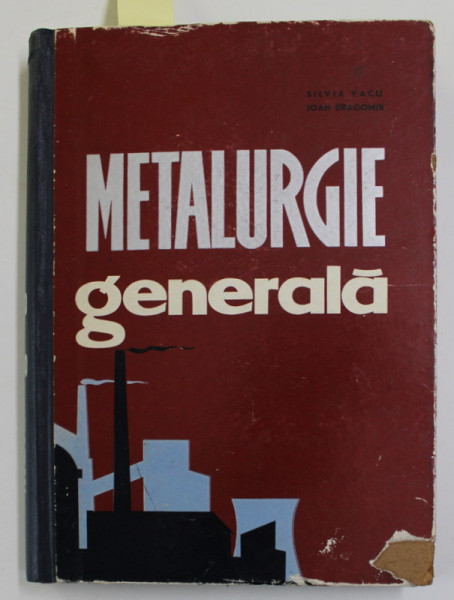 SILVIA VACU
IOAN DRAGOMIR
METALURGIE
generală